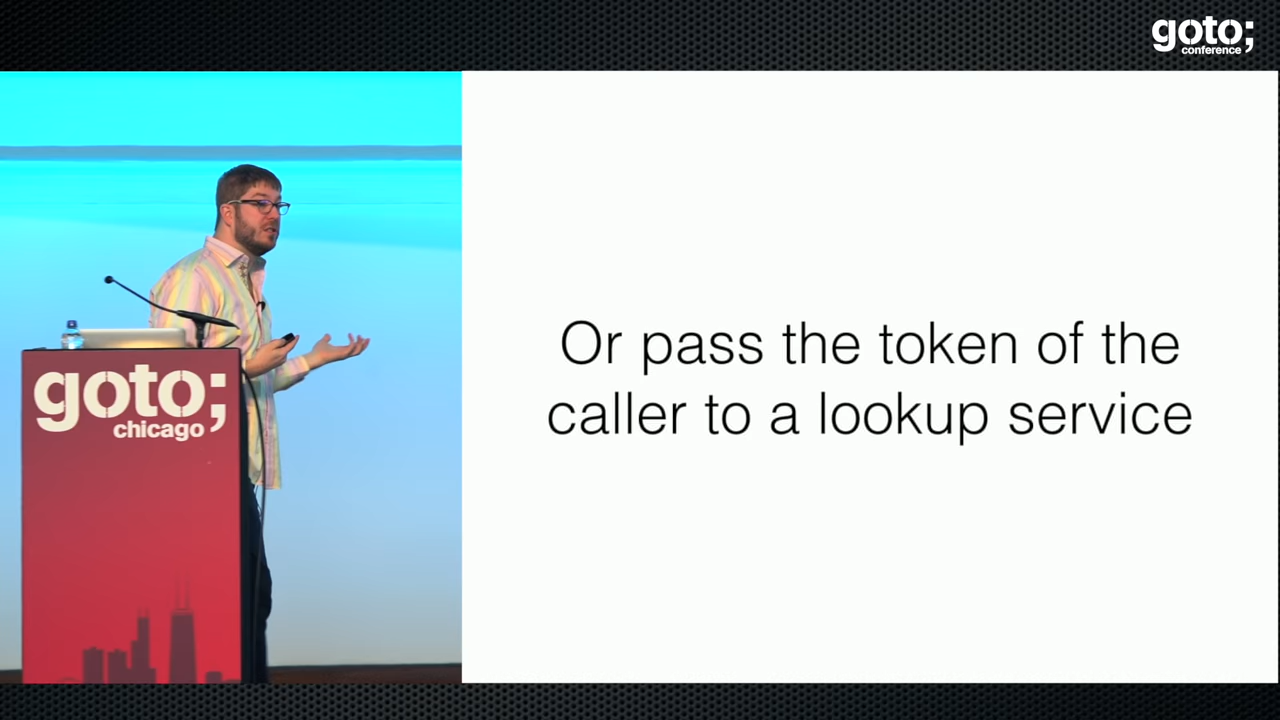 goto;
conference
goto;
chicago
Or pass the token of the
caller to a lookup service